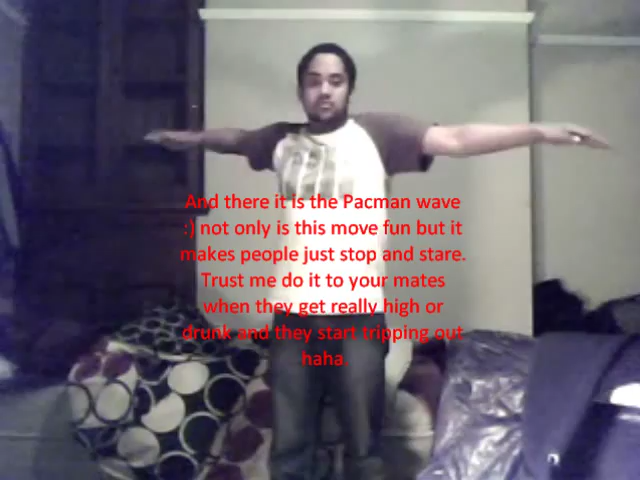 And there it is the Pacman wave
:) not only is this move fun but it
makes people just stop and stare.
Trust me do it to your mates
when they get really high or
drunk and they start tripping out
haha